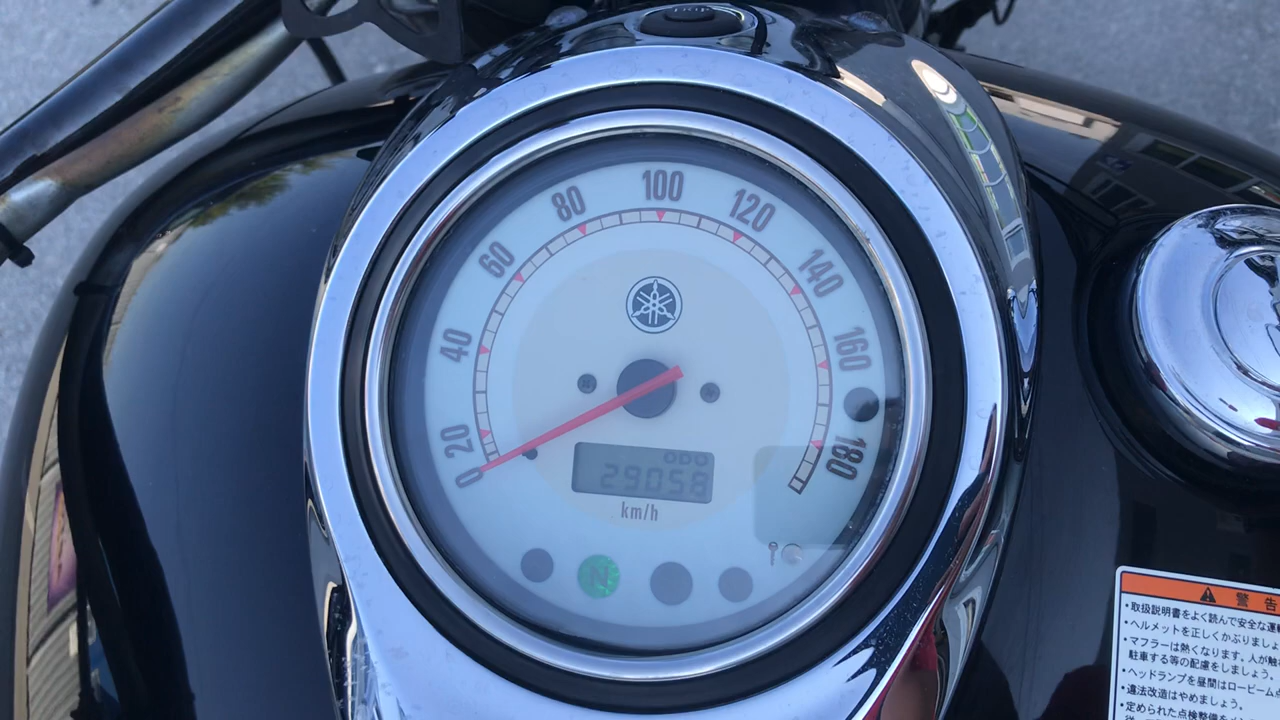 TRIP
100
80
120
60
140
40
160
20
180
0
ODO
29058
km/h
N
警告
・取扱説明書をよく読んで安全な運
・ヘルメットを正しくかぶりましょ
・マフラーは熱くなります。人が触
駐車する等の配慮をしましょう。
・ヘッドランプを昼間はロービーム点
・違法改造はやめましょう。
・定められた点検整備を